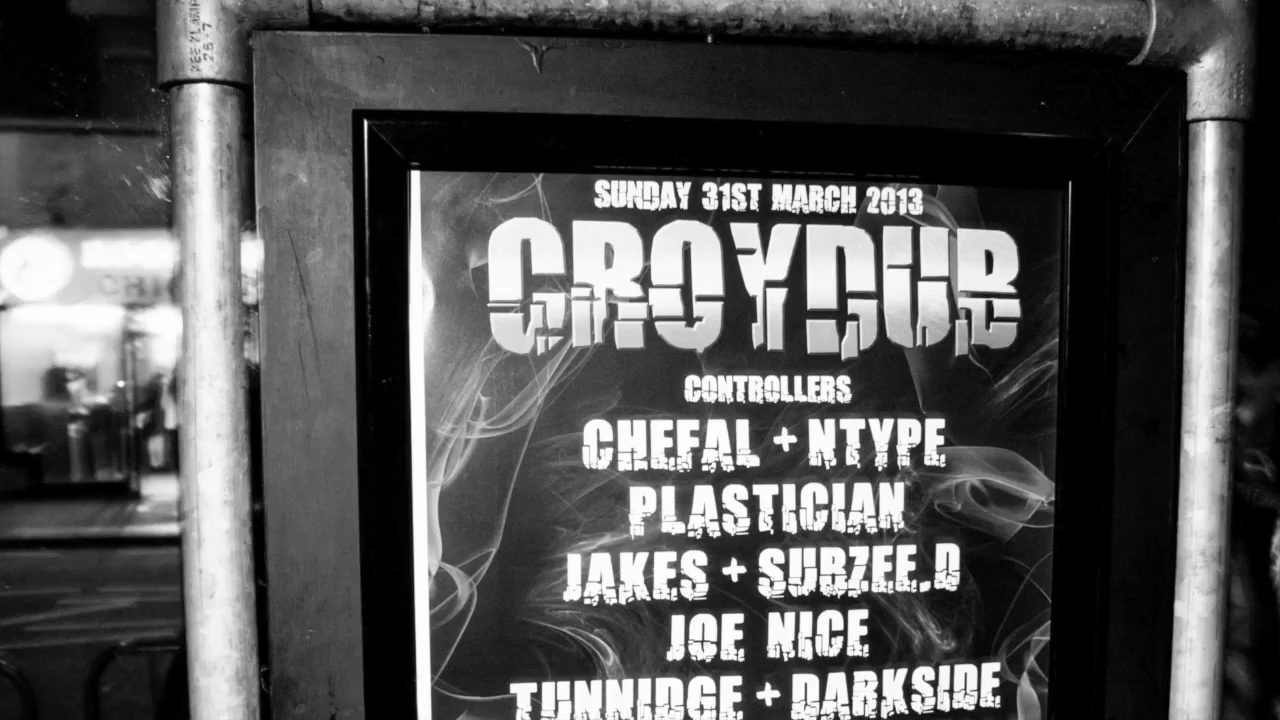 SUNDAY 31ST MARCH 2013
CROYDUB
CONTROLLERS
CHEFAL + NTYPE
PLASTICIAN
JAKES + SUBZEE.D
JOE NICE
TUNNIDGE + DARKSIDE